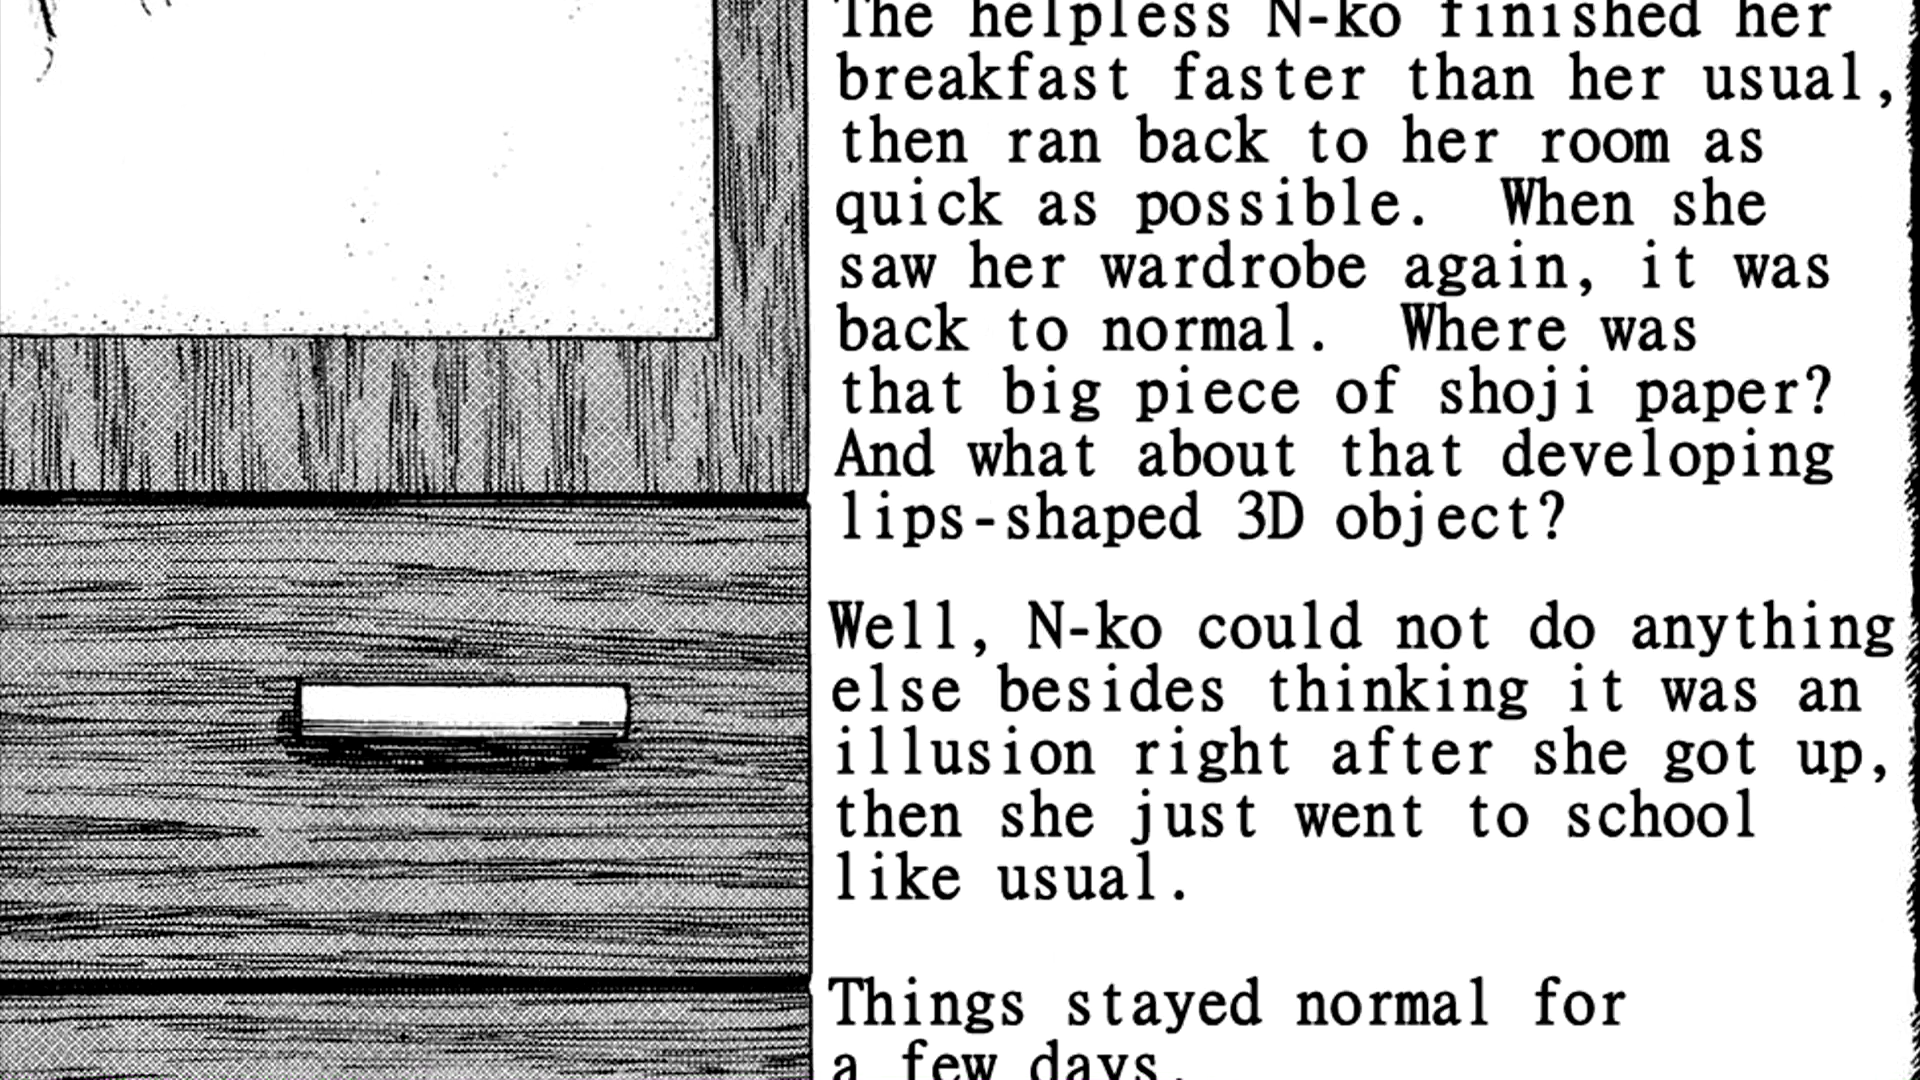 The helpless N-ko finished her
breakfast faster than her usual,
then ran back to her room as
quick as possible.  When she
saw her wardrobe again, it was
back to normal.  Where was
that big piece of shoji paper?
And what about that developing
lips-shaped 3D object?
Well, N-ko could not do anything
else besides thinking it was an
illusion right after she got up,
then she just went to school
like usual.
Things stayed normal for
a few days.